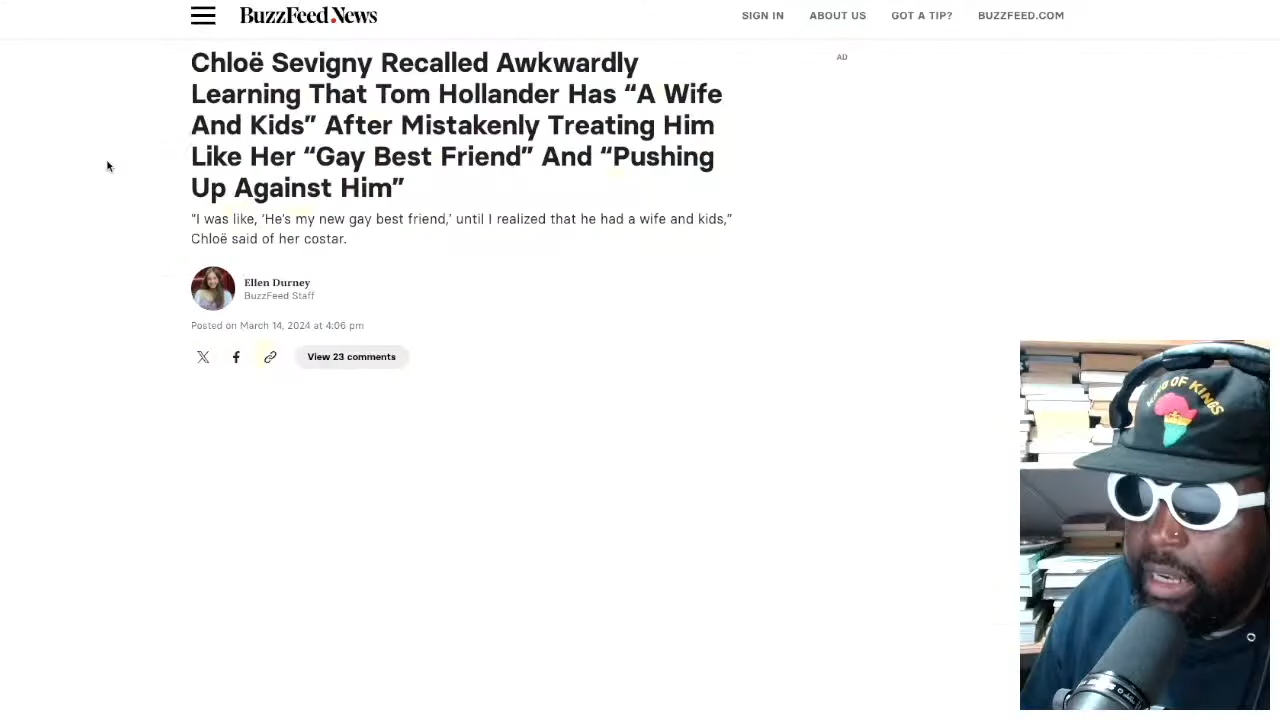 BuzzFeed.News
SIGN IN ABOUT US GOT A TIP? BUZZFEED.COM
Chloë Sevigny Recalled Awkwardly
Learning That Tom Hollander Has “A Wife
And Kids” After Mistakenly Treating Him
Like Her “Gay Best Friend” And “Pushing
Up Against Him”
"I was like, ‘He's my new gay best friend,’ until I realized that he had a wife and kids,”
Chloë said of her costar.
Ellen Durney
BuzzFeed Staff
Posted on March 14, 2024 at 4:06 pm
View 23 comments
AD
KING OF KINGS